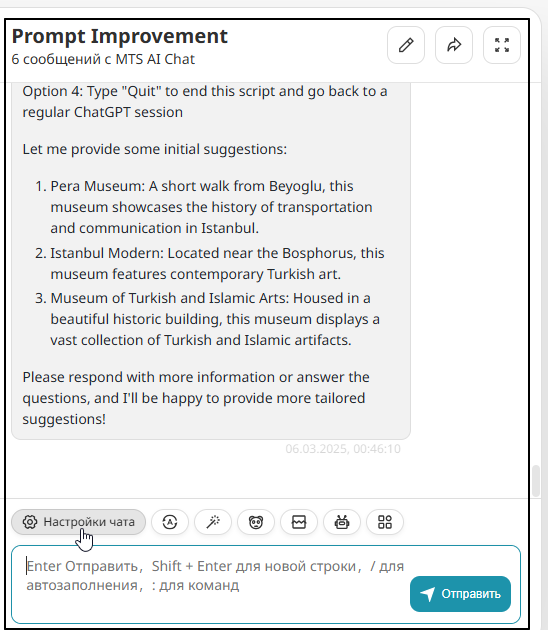 Prompt Improvement
6 сообщений с MTS AI Chat
Option 4: Type "Quit" to end this script and go back to a
regular ChatGPT session
Let me provide some initial suggestions:
1. Pera Museum: A short walk from Beyoglu, this
museum showcases the history of transportation
and communication in Istanbul.
2. Istanbul Modern: Located near the Bosphorus, this
museum features contemporary Turkish art.
3. Museum of Turkish and Islamic Arts: Housed in a
beautiful historic building, this museum displays a
vast collection of Turkish and Islamic artifacts.
Please respond with more information or answer the
questions, and I'll be happy to provide more tailored
suggestions!
06.03.2025, 00:46:10
Настройки чата
Enter Отправить, Shift + Enter для новой строки, / для
автозаполнения, : для команд
Отправить